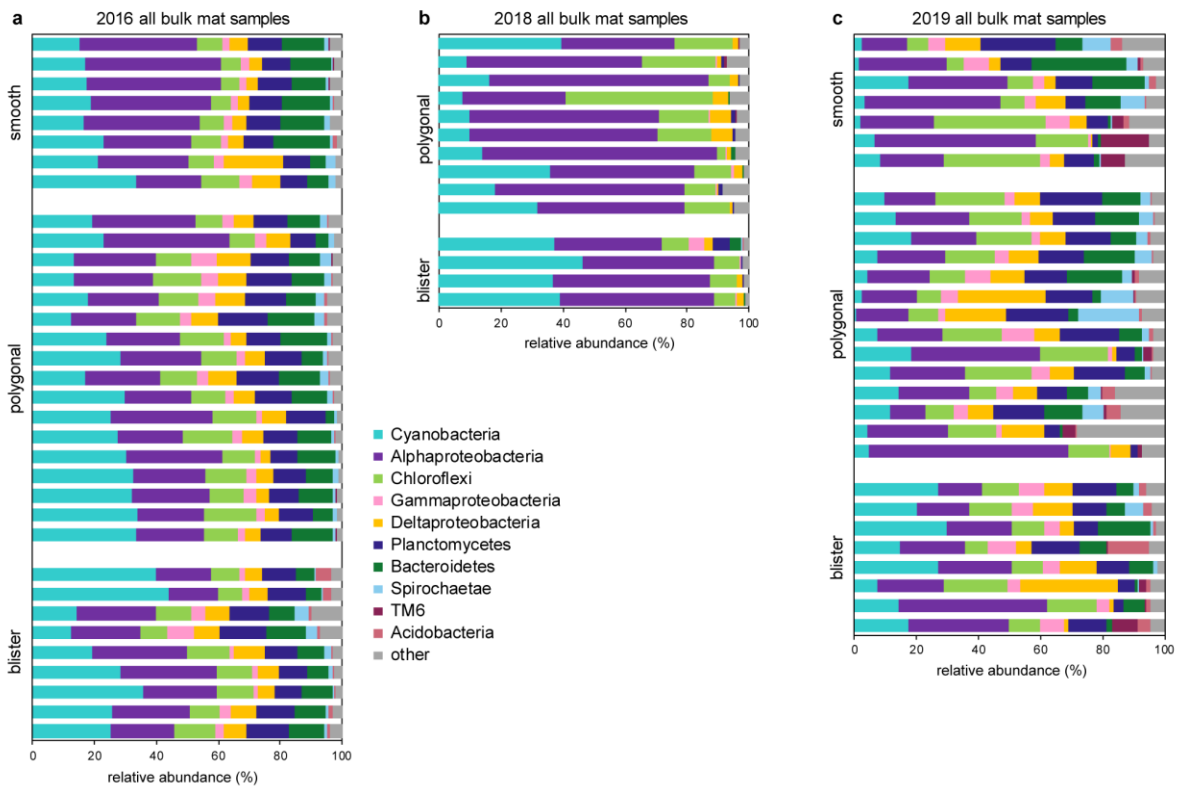 a
2016 all bulk mat samples
smooth
polygonal
blister
0 20 40 60 80 100
relative abundance (%)
b
2018 all bulk mat samples
polygonal
blister
0 20 40 60 80 100
relative abundance (%)
Cyanobacteria
Alphaproteobacteria
Chloroflexi
Gammaproteobacteria
Deltaproteobacteria
Planctomycetes
Bacteroidetes
Spirochaetae
TM6
Acidobacteria
other
c
2019 all bulk mat samples
smooth
polygonal
blister
0 20 40 60 80 100
relative abundance (%)